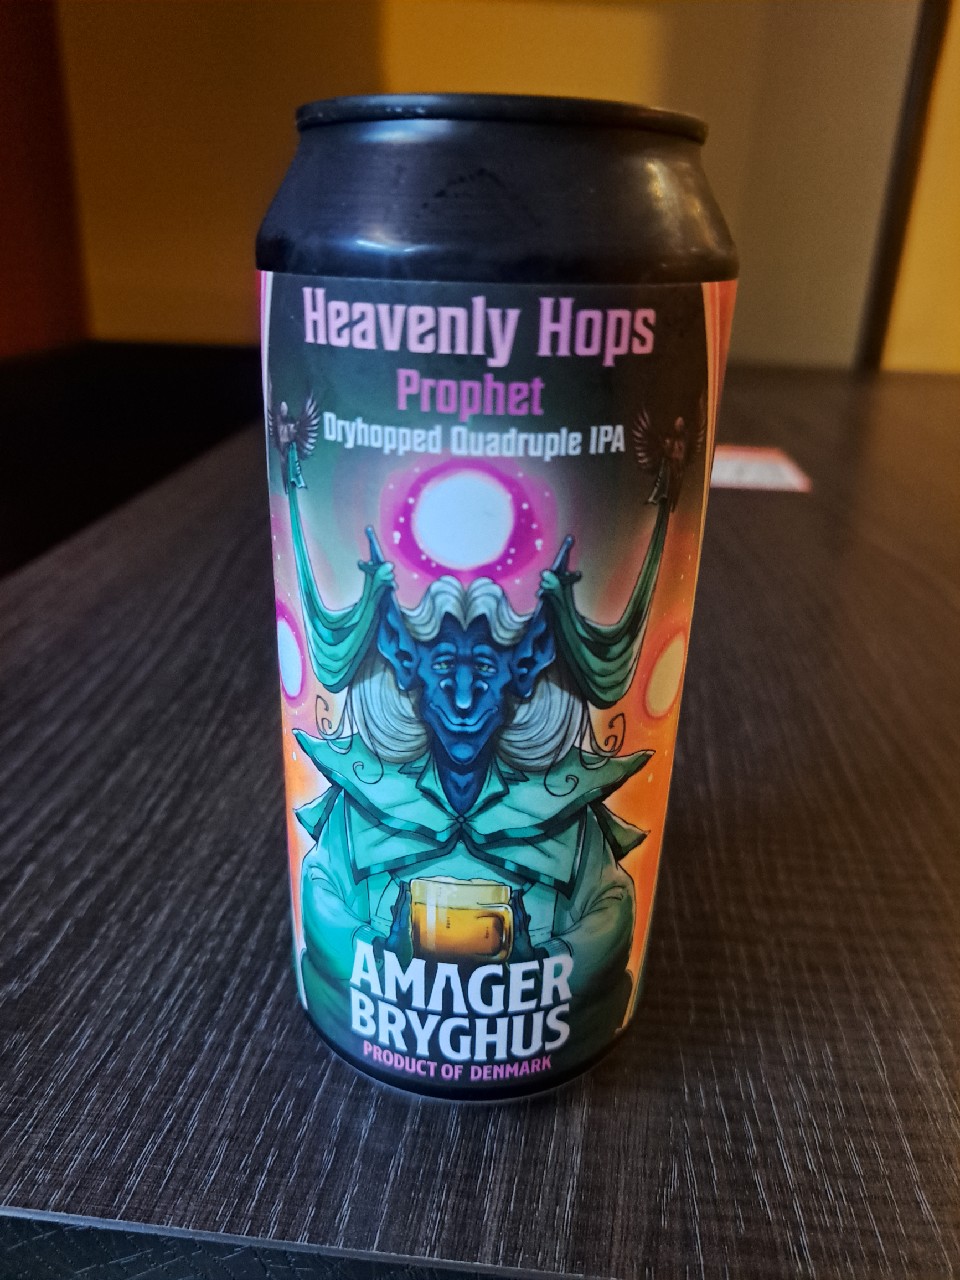 Heavenly Hops
Prophet
Dryhopped Quadruple IPA
AMAGER
BRYGHUS
PRODUCT OF DENMARK